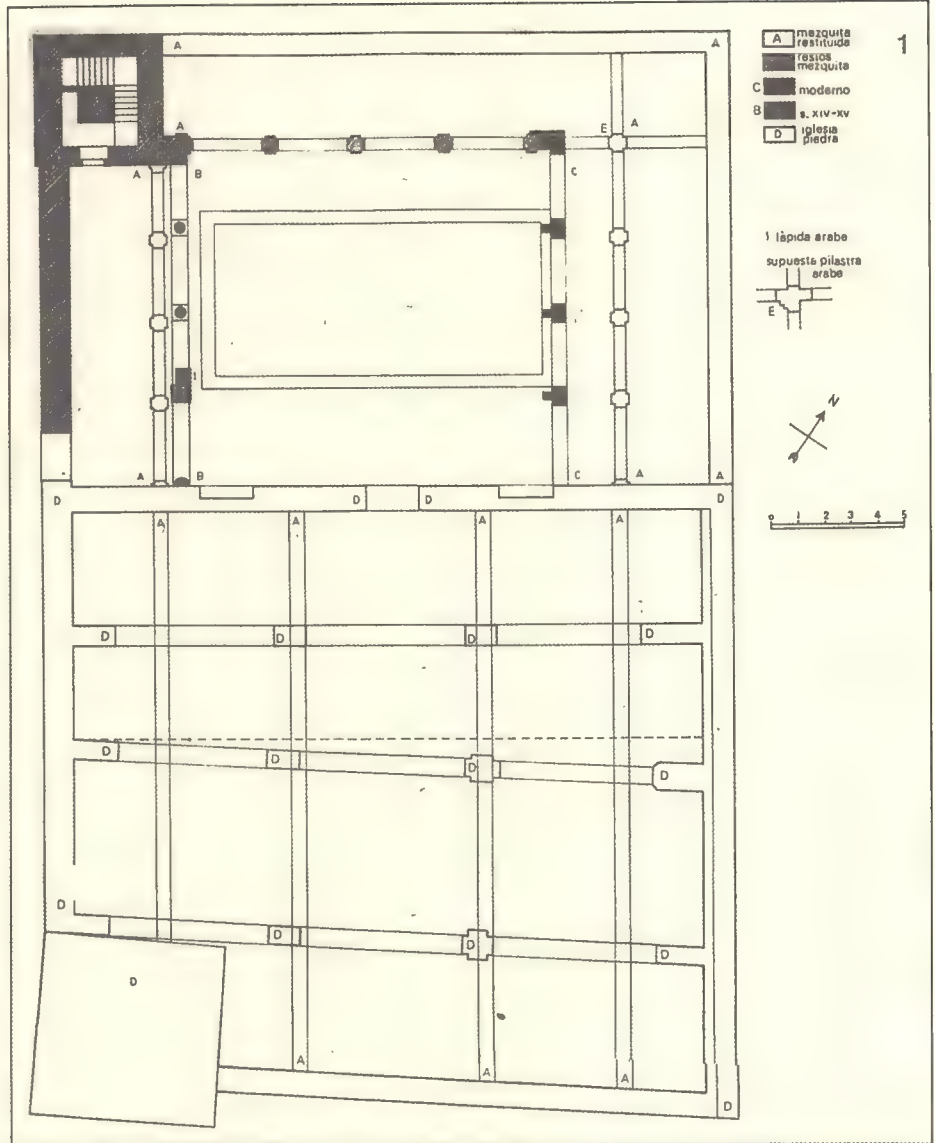 1
A mezquita
restituida
restos
mezquita
C moderno
B s. XIV-XV
D iglesia
piedra
1 lápida arabe
supuesta pilastra
arabe
E
N
0 1 2 3 4 5
A A
A E A
A B C
1
A B C A A
D D D D
A A A A
D D D D
D D D D
D
D D D
D
A A A
D